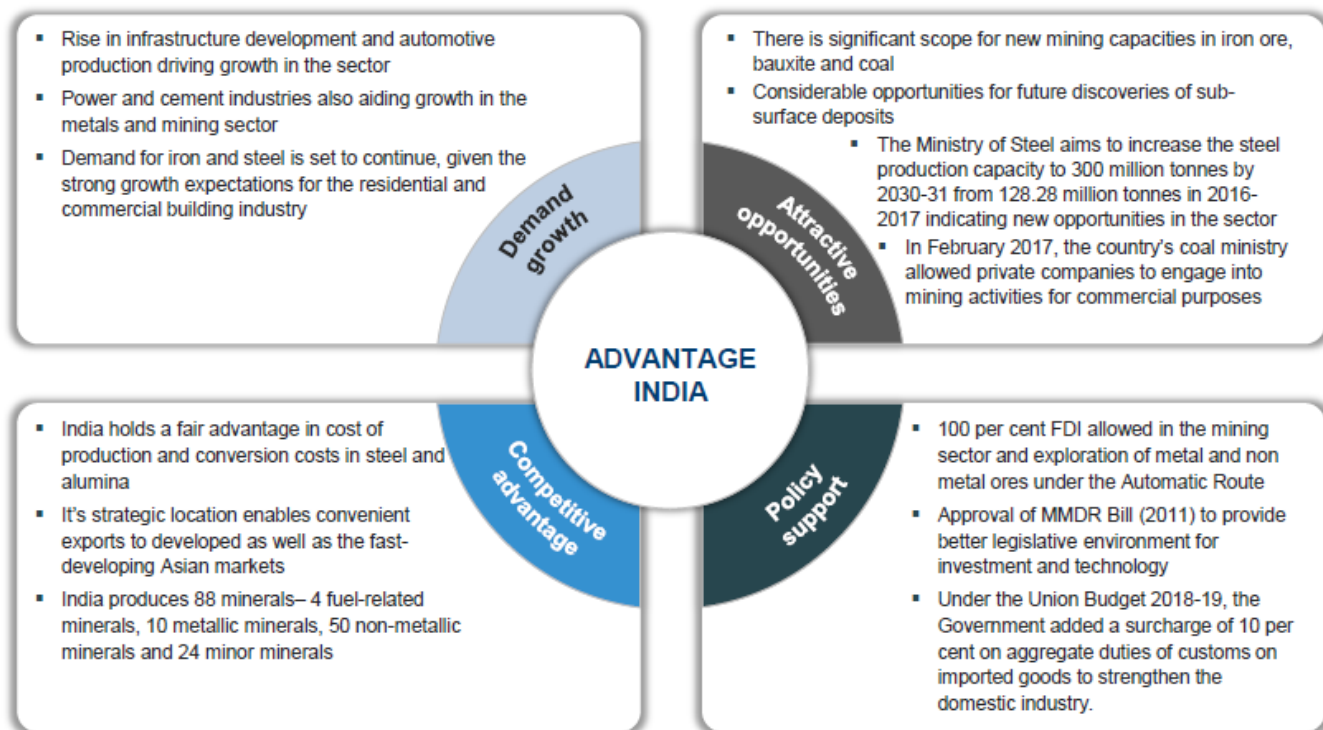 ▪ Rise in infrastructure development and automotive
production driving growth in the sector
▪ Power and cement industries also aiding growth in the
metals and mining sector
▪ Demand for iron and steel is set to continue, given the
strong growth expectations for the residential and
commercial building industry
Demand
growth
▪ There is significant scope for new mining capacities in iron ore,
bauxite and coal
▪ Considerable opportunities for future discoveries of sub-
surface deposits
▪ The Ministry of Steel aims to increase the steel
production capacity to 300 million tonnes by
2030-31 from 128.28 million tonnes in 2016-
2017 indicating new opportunities in the sector
▪ In February 2017, the country's coal ministry
allowed private companies to engage into
mining activities for commercial purposes
Attractive
opportunities
ADVANTAGE
INDIA
▪ India holds a fair advantage in cost of
production and conversion costs in steel and
alumina
▪ It's strategic location enables convenient
exports to developed as well as the fast-
developing Asian markets
▪ India produces 88 minerals– 4 fuel-related
minerals, 10 metallic minerals, 50 non-metallic
minerals and 24 minor minerals
Competitive
advantage
▪ 100 per cent FDI allowed in the mining
sector and exploration of metal and non
metal ores under the Automatic Route
▪ Approval of MMDR Bill (2011) to provide
better legislative environment for
investment and technology
▪ Under the Union Budget 2018-19, the
Government added a surcharge of 10 per
cent on aggregate duties of customs on
imported goods to strengthen the
domestic industry.
Policy
support